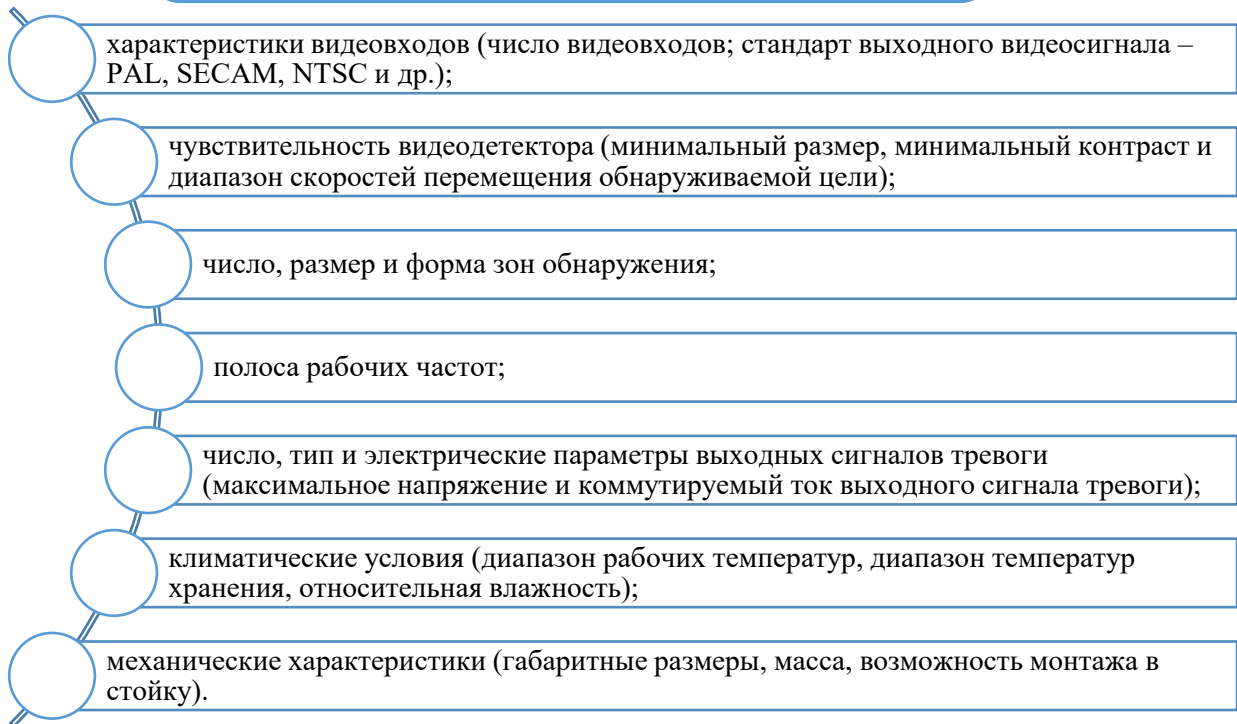 характеристики видеовходов (число видеовходов; стандарт выходного видеосигнала –
PAL, SECAM, NTSC и др.);
чувствительность видеодетектора (минимальный размер, минимальный контраст и
диапазон скоростей перемещения обнаруживаемой цели);
число, размер и форма зон обнаружения;
полоса рабочих частот;
число, тип и электрические параметры выходных сигналов тревоги
(максимальное напряжение и коммутируемый ток выходного сигнала тревоги);
климатические условия (диапазон рабочих температур, диапазон температур
хранения, относительная влажность);
механические характеристики (габаритные размеры, масса, возможность монтажа в
стойку).